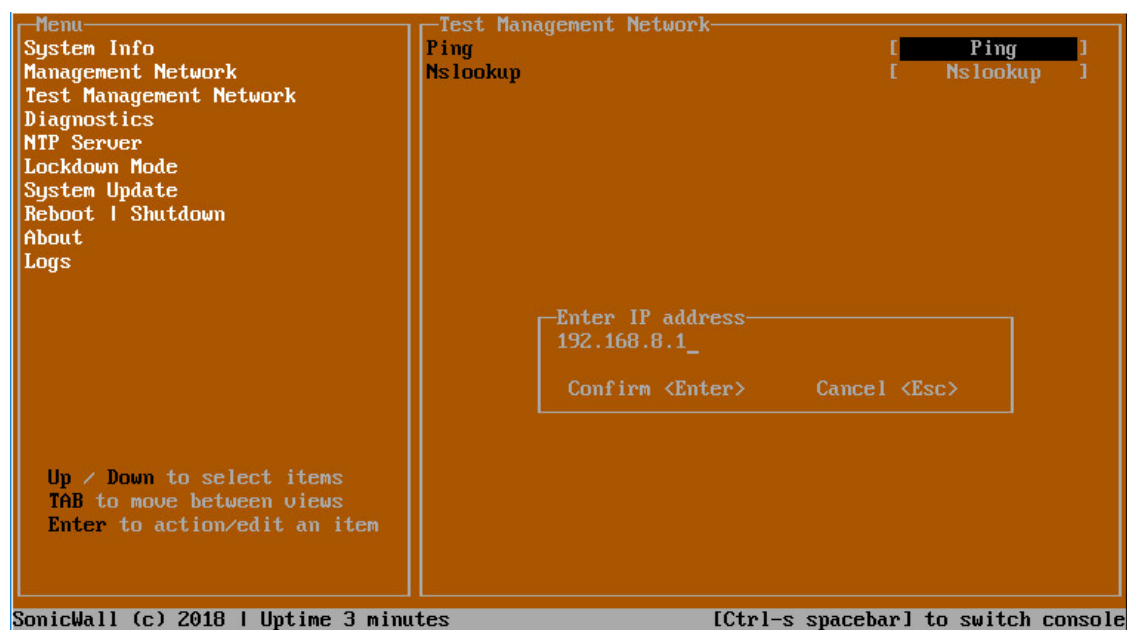 Menu
System Info
Management Network
Test Management Network
Diagnostics
NTP Server
Lockdown Mode
System Update
Reboot | Shutdown
About
Logs
Up / Down to select items
TAB to move between views
Enter to action/edit an item
Test Management Network
Ping [ Ping ]
Nslookup [ Nslookup ]
Enter IP address
192.168.8.1_
Confirm <Enter> Cancel <Esc>
SonicWall (c) 2018 | Uptime 3 minutes [Ctrl-s spacebar] to switch console